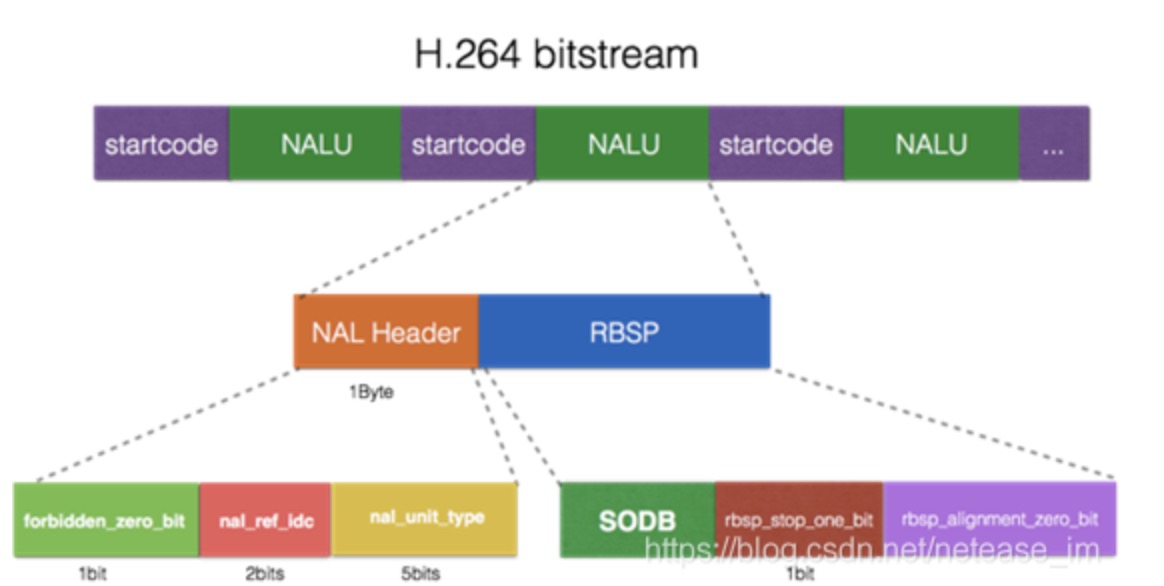 H.264 bitstream
startcode NALU startcode NALU startcode NALU ...
NAL Header RBSP
1Byte
forbidden_zero_bit nal_ref_idc nal_unit_type SODB rbsp_stop_one_bit rbsp_alignment_zero_bit
https://blog.csdn.net/netease_im
1bit 2bits 5bits 1bit